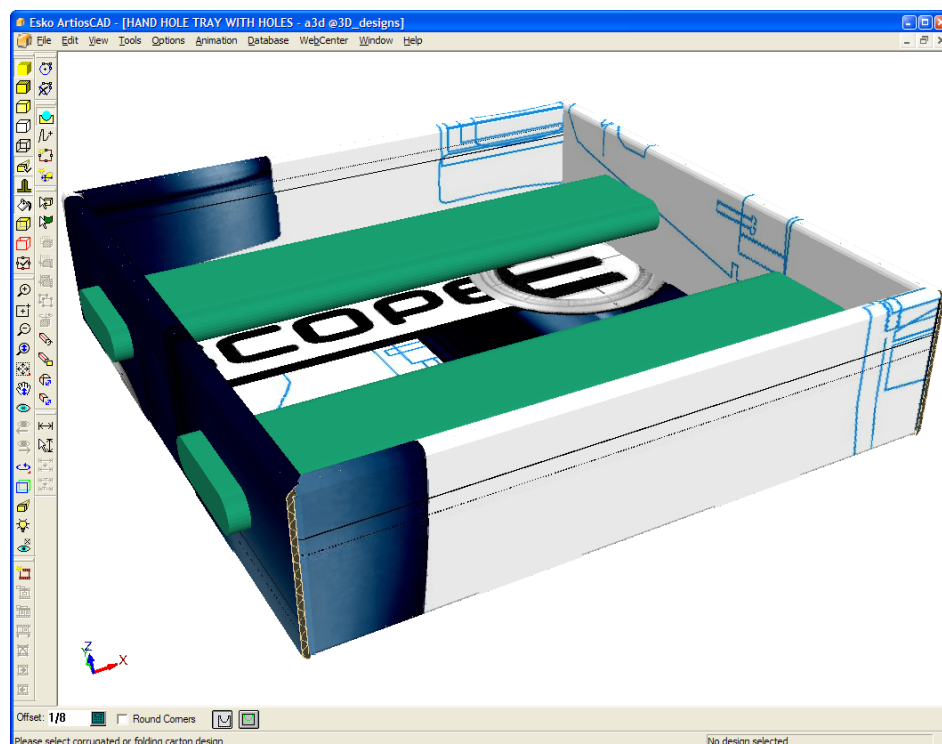 Esko ArtiosCAD - [HAND HOLE TRAY WITH HOLES - a3d @3D_designs]
File Edit View Tools Options Animation Database WebCenter Window Help
COPE
E
Z
Y
X
Offset: 1/8 Round Corners
Please select corrugated or folding carton design No design selected